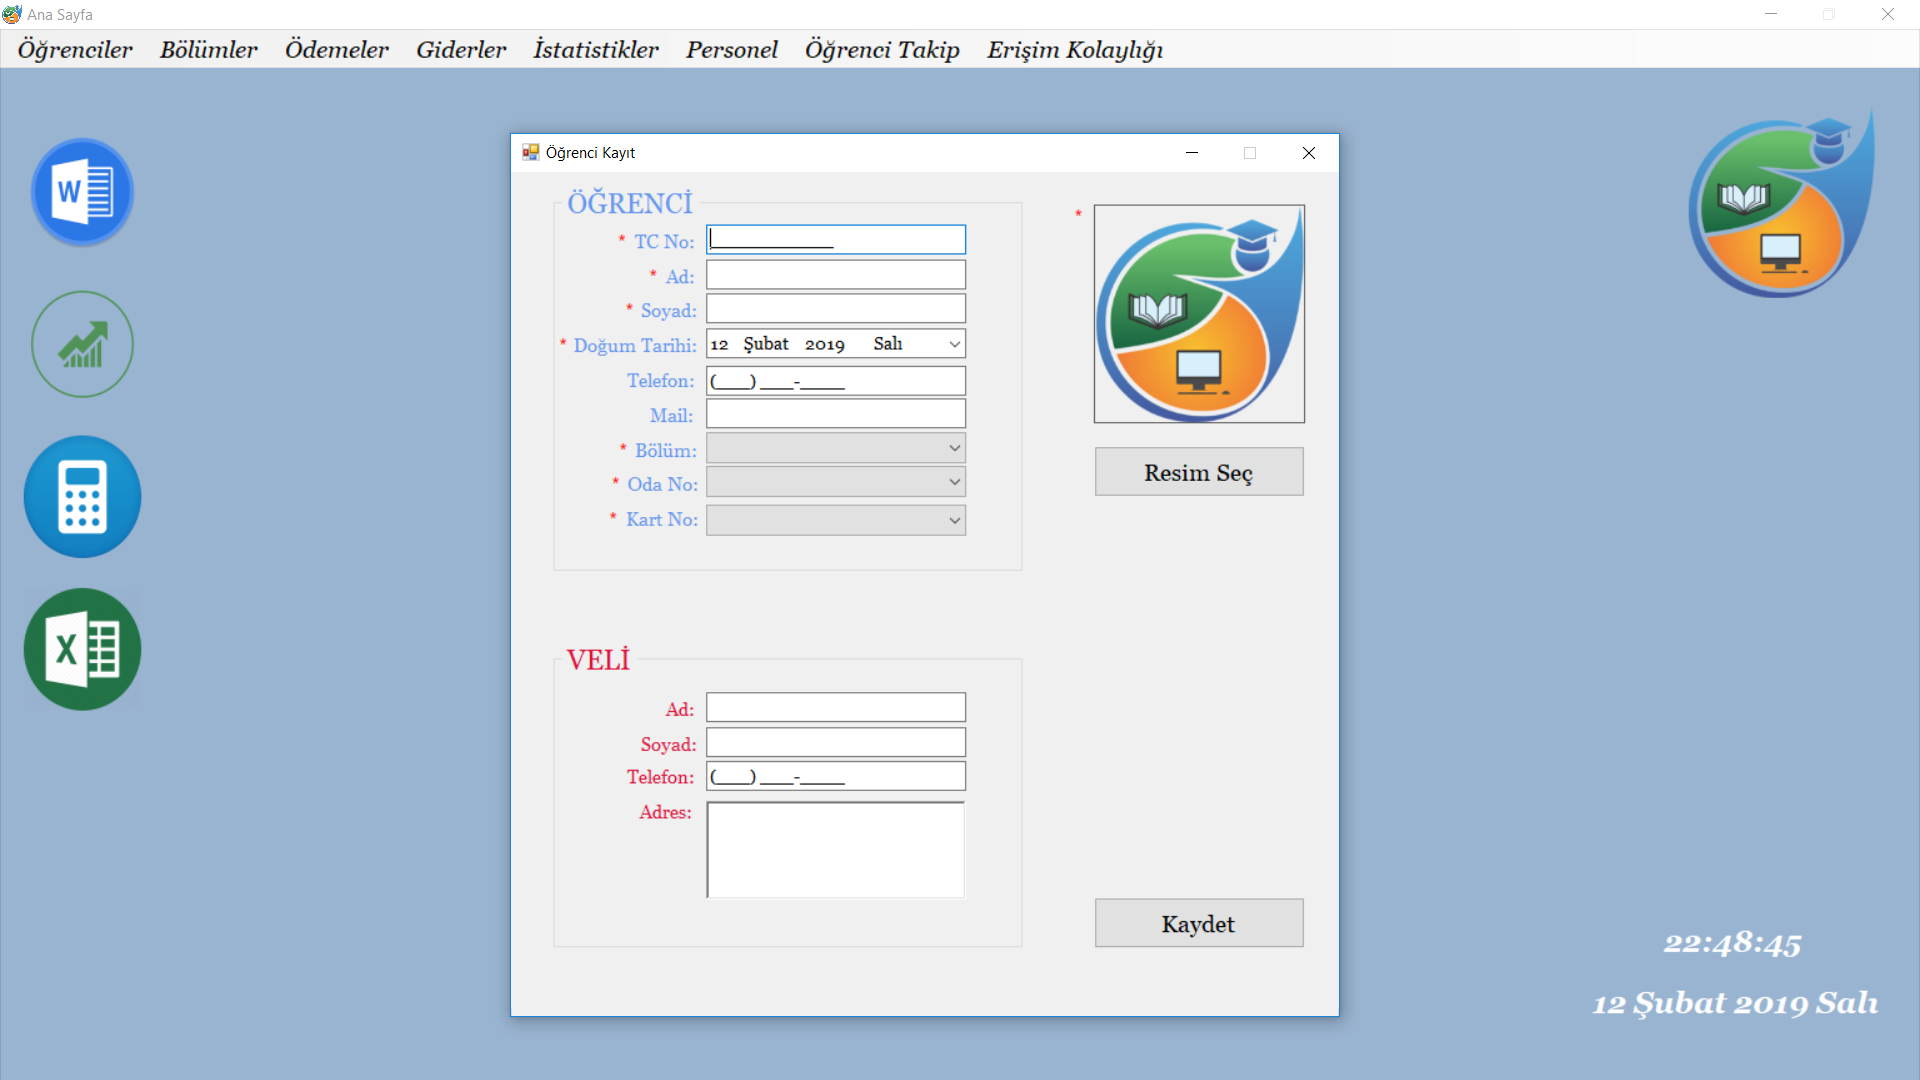 Ana Sayfa
Öğrenciler Bölümler Ödemeler Giderler İstatistikler Personel Öğrenci Takip Erişim Kolaylığı
W
X
Öğrenci Kayıt
ÖĞRENCİ
* TC No: ___________
* Ad:
* Soyad:
* Doğum Tarihi: 12 Şubat 2019 Salı
Telefon: (___) ___-____
Mail:
* Bölüm:
* Oda No:
* Kart No:
*
Resim Seç
VELİ
Ad:
Soyad:
Telefon: (___) ___-____
Adres:
Kaydet
22:48:45
12 Şubat 2019 Salı